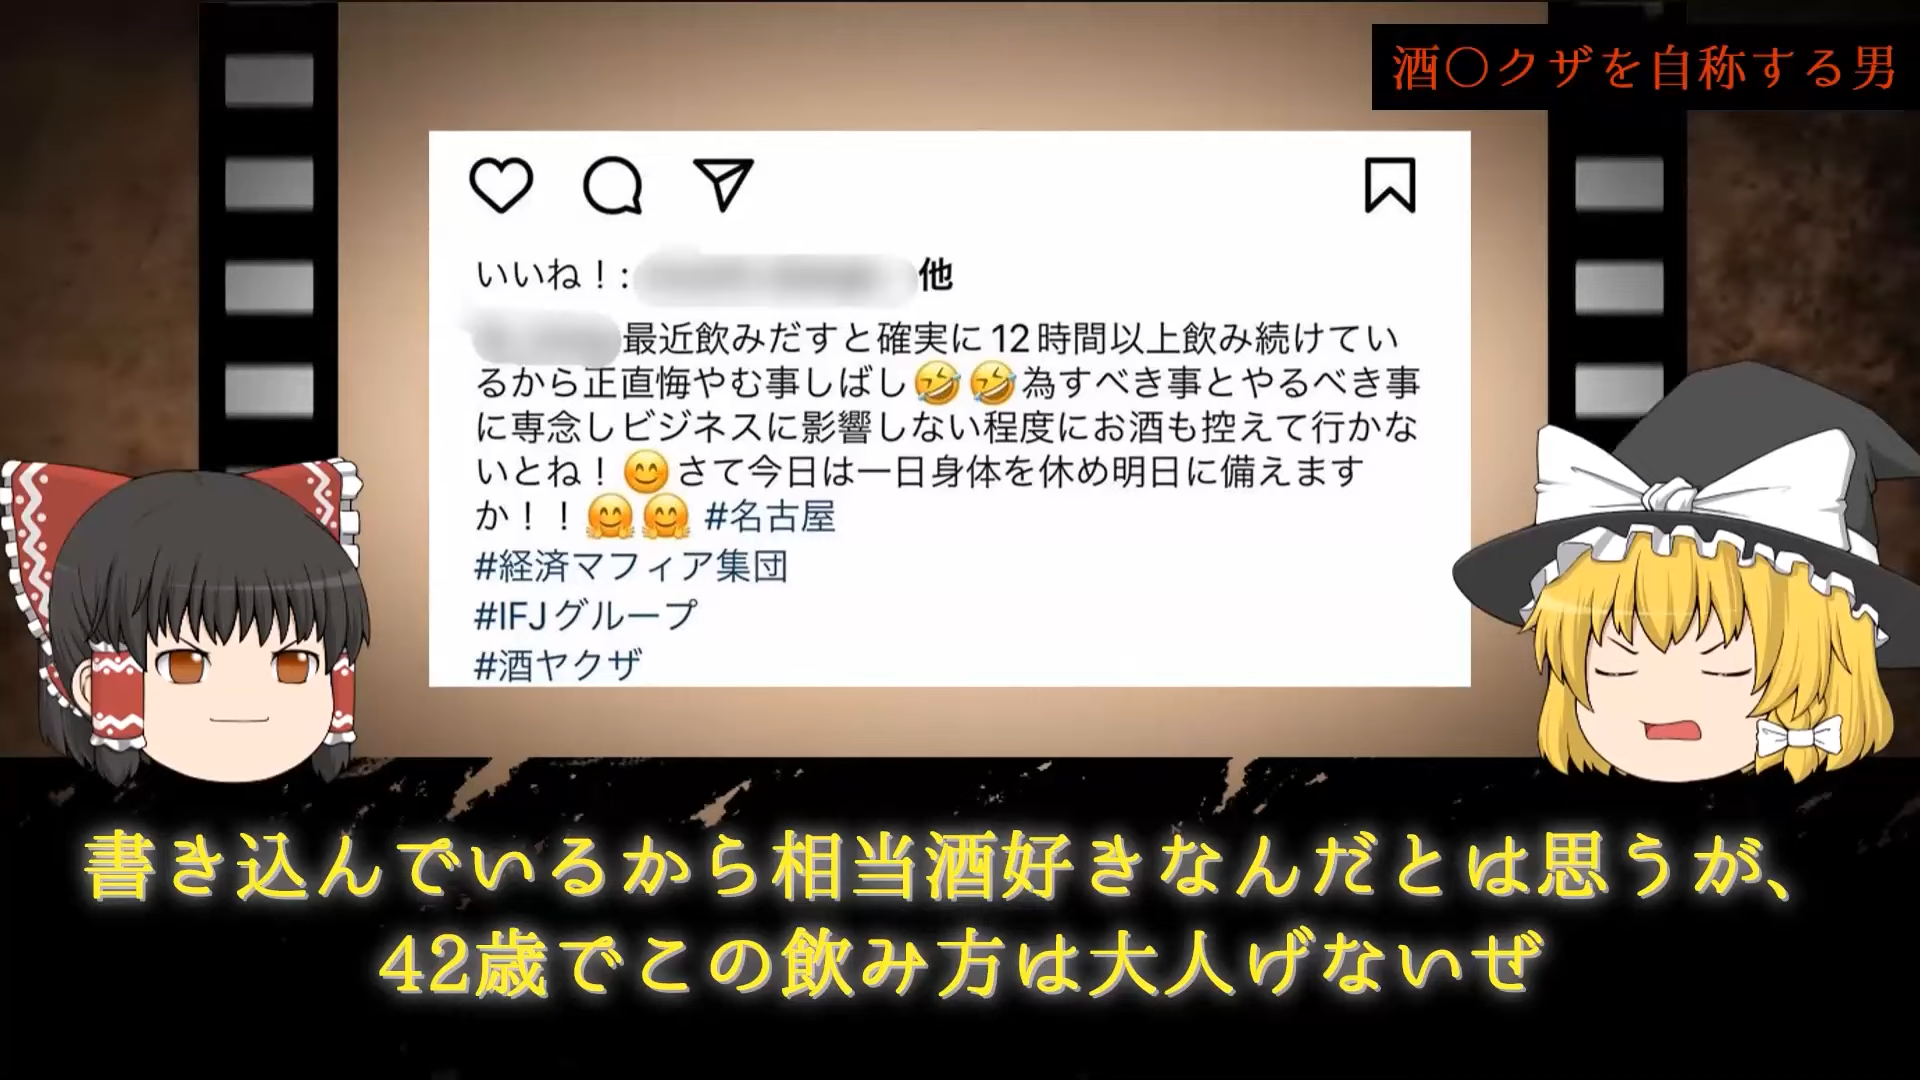 酒〇クザを自称する男
いいね!: 他
最近飲みだすと確実に12時間以上飲み続けてい
るから正直悔やむ事しばし🤣🤣為すべき事とやるべき事
に専念しビジネスに影響しない程度にお酒も控えて行かな
いとね!😊さて今日は一日身体を休め明日に備えます
か!!🤗🤗 #名古屋
#経済マフィア集団
#IFJグループ
#酒ヤクザ
書き込んでいるから相当酒好きなんだとは思うが、
42歳でこの飲み方は大人げないぜ